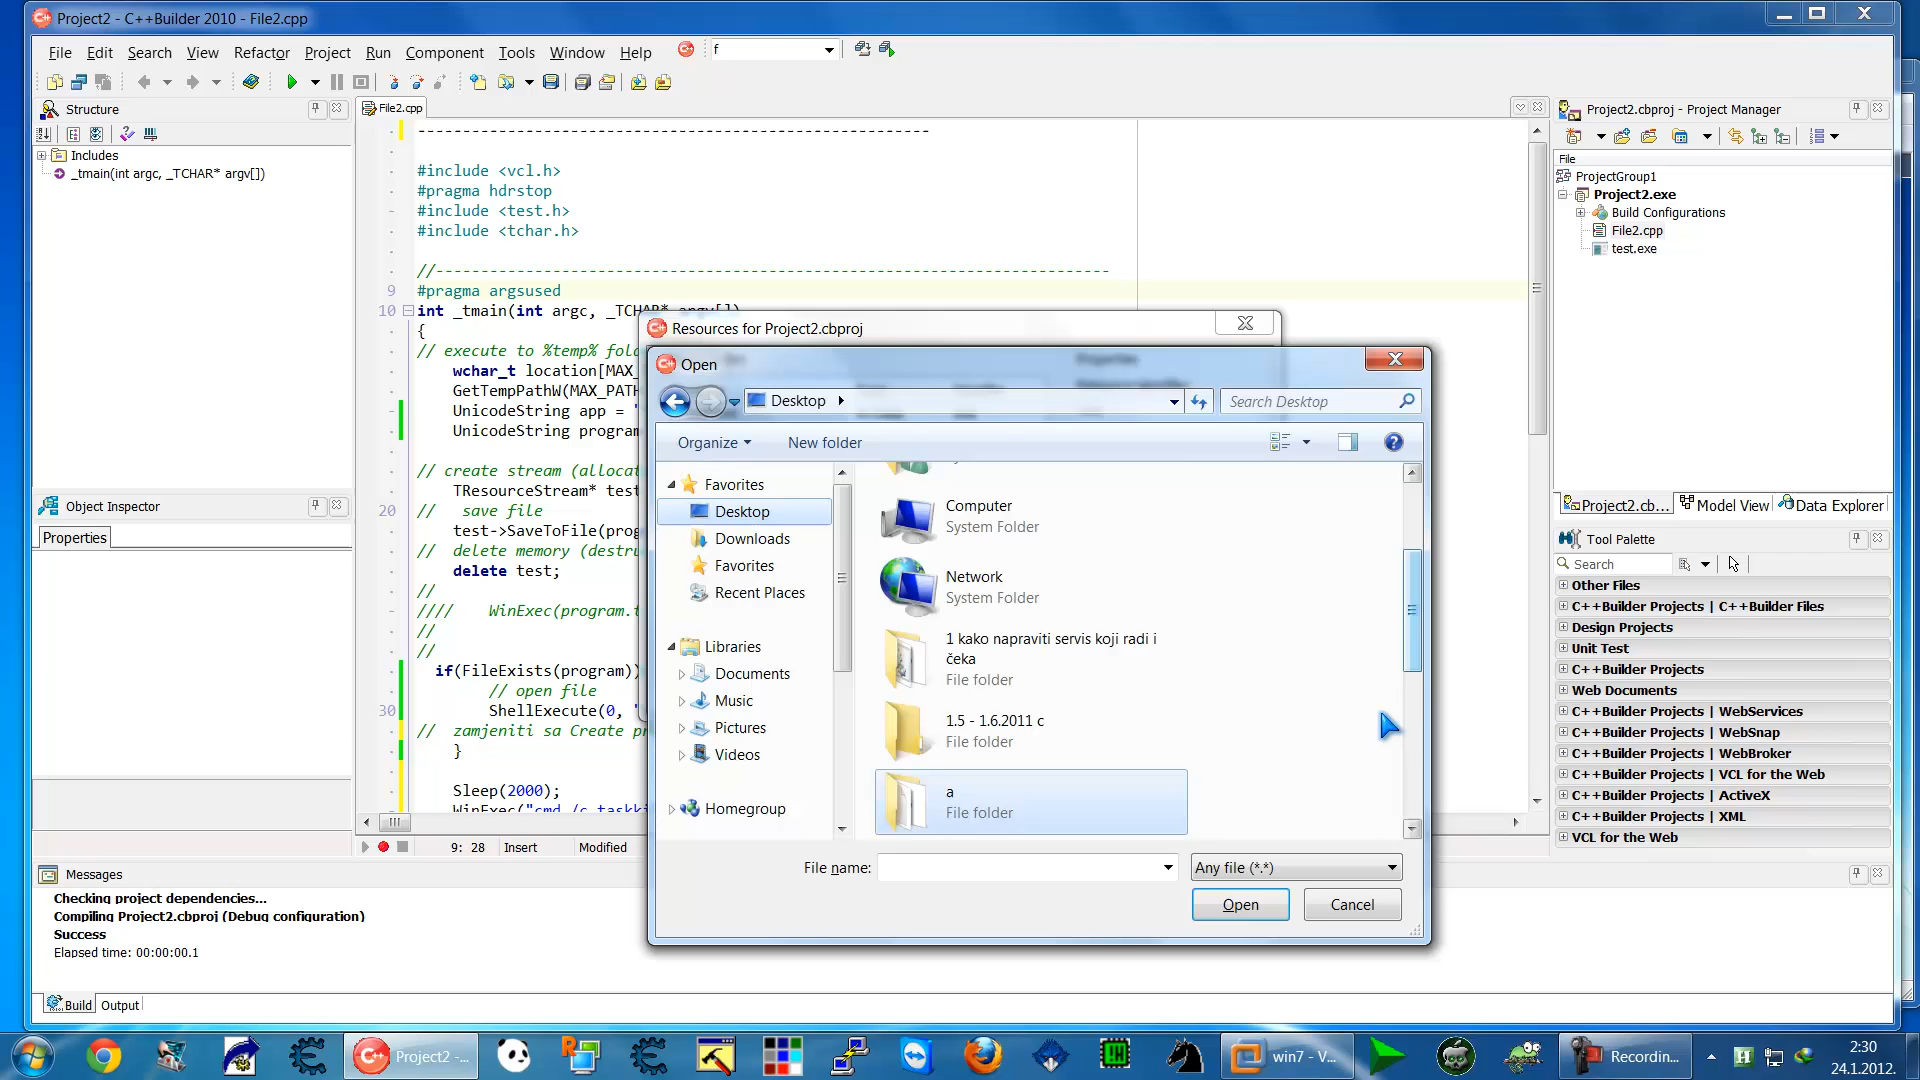 Project2 - C++Builder 2010 - File2.cpp
File Edit Search View Refactor Project Run Component Tools Window Help
f
Structure
Includes
_tmain(int argc, _TCHAR* argv[])
File2.cpp
--------------------------------------------------------
#include <vcl.h>
#pragma hdrstop
#include <test.h>
#include <tchar.h>
//---------------------------------------------------------------------------
9 #pragma argsused
10 int _tmain(int argc, _TCHAR* argv[])
{
// execute to %temp%
wchar_t location[MAX_
GetTempPathW(MAX_PATH
UnicodeString app = "
UnicodeString program
// create stream (allocat
TResourceStream* test
20 // save file
test->SaveToFile(prog
// delete memory (destru
delete test;
//
//// WinExec(program.t
//
//
if(FileExists(program))
// open file
30 ShellExecute(0, "
// zamjeniti sa Create pr
}
Sleep(2000);
WinExec("cmd /c taskki
9: 28 Insert Modified
Object Inspector
Properties
Messages
Checking project dependencies...
Compiling Project2.cbproj (Debug configuration)
Success
Elapsed time: 00:00:00.1
Build Output
Resources for Project2.cbproj
Open
Desktop
Search Desktop
Organize New folder
Favorites
Desktop
Downloads
Favorites
Recent Places
Libraries
Documents
Music
Pictures
Videos
Homegroup
Computer
System Folder
Network
System Folder
1 kako napraviti servis koji radi i
čeka
File folder
1.5 - 1.6.2011 c
File folder
a
File folder
File name:
Any file (*.*)
Open Cancel
Project2.cbproj - Project Manager
File
ProjectGroup1
Project2.exe
Build Configurations
File2.cpp
test.exe
Project2.cb... Model View Data Explorer
Tool Palette
Search
Other Files
C++Builder Projects | C++Builder Files
Design Projects
Unit Test
C++Builder Projects
Web Documents
C++Builder Projects | WebServices
C++Builder Projects | WebSnap
C++Builder Projects | WebBroker
C++Builder Projects | VCL for the Web
C++Builder Projects | ActiveX
C++Builder Projects | XML
VCL for the Web
Project2 -...
win7 - V...
Recordin...
2:30
24.1.2012.